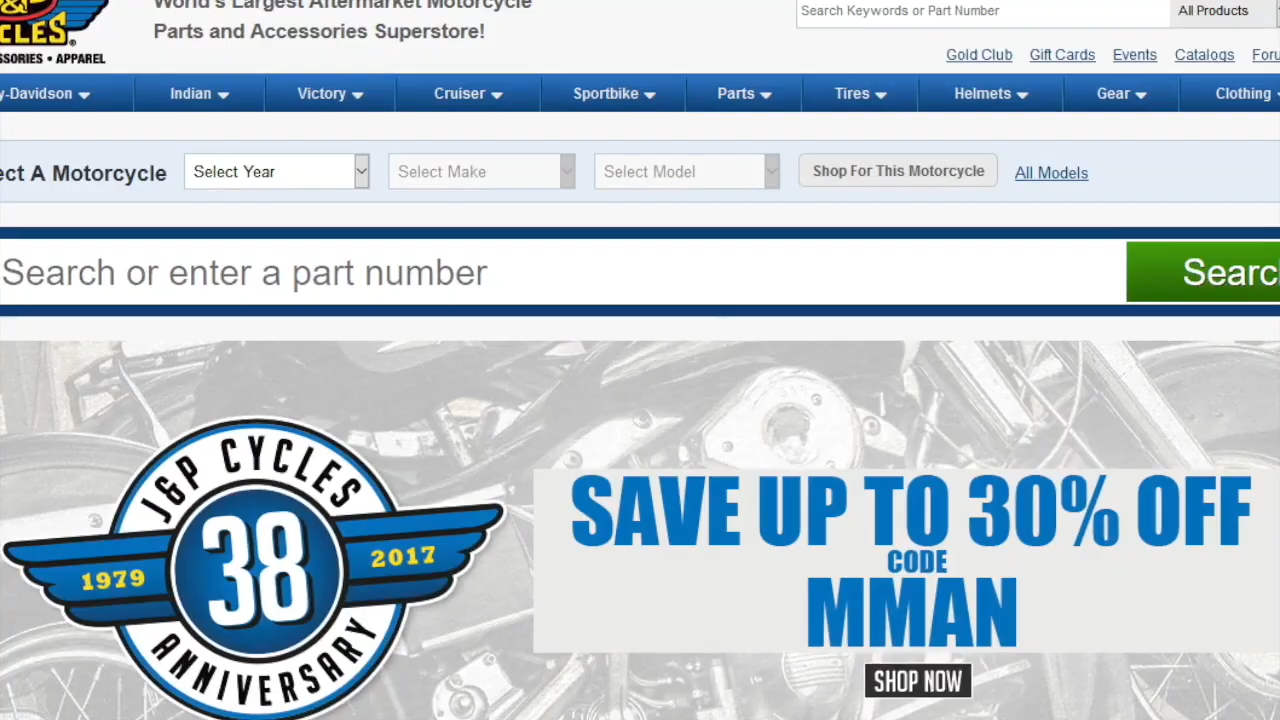 World's Largest Aftermarket Motorcycle
Parts and Accessories Superstore!
Search Keywords or Part Number
All Products
&
CLES®
SSORIES • APPAREL
Gold Club Gift Cards Events Catalogs Foru
y-Davidson Indian Victory Cruiser Sportbike Parts Tires Helmets Gear Clothing
ect A Motorcycle
Select Year
Select Make
Select Model
Shop For This Motorcycle
All Models
Search or enter a part number
Searc
J&P CYCLES
38
1979
2017
ANNIVERSARY
SAVE UP TO 30% OFF
CODE
MMAN
SHOP NOW